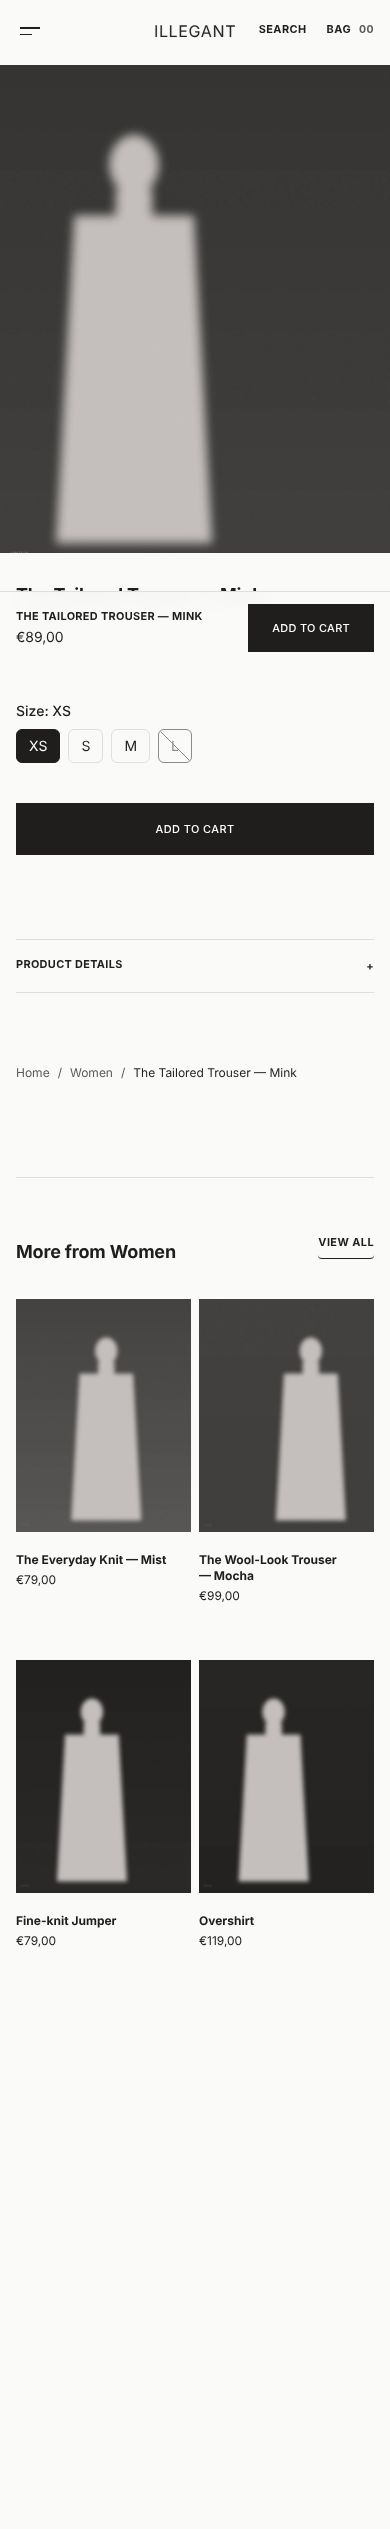 ILLEGANT
SEARCH
BAG 00
THE TAILORED TROUSER — MINK
€89,00
ADD TO CART
Size: XS
XS
S
M
L
ADD TO CART
PRODUCT DETAILS +
Home / Women / The Tailored Trouser — Mink
More from Women
VIEW ALL
The Everyday Knit — Mist
€79,00
The Wool-Look Trouser
— Mocha
€99,00
Fine-knit Jumper
€79,00
Overshirt
€119,00